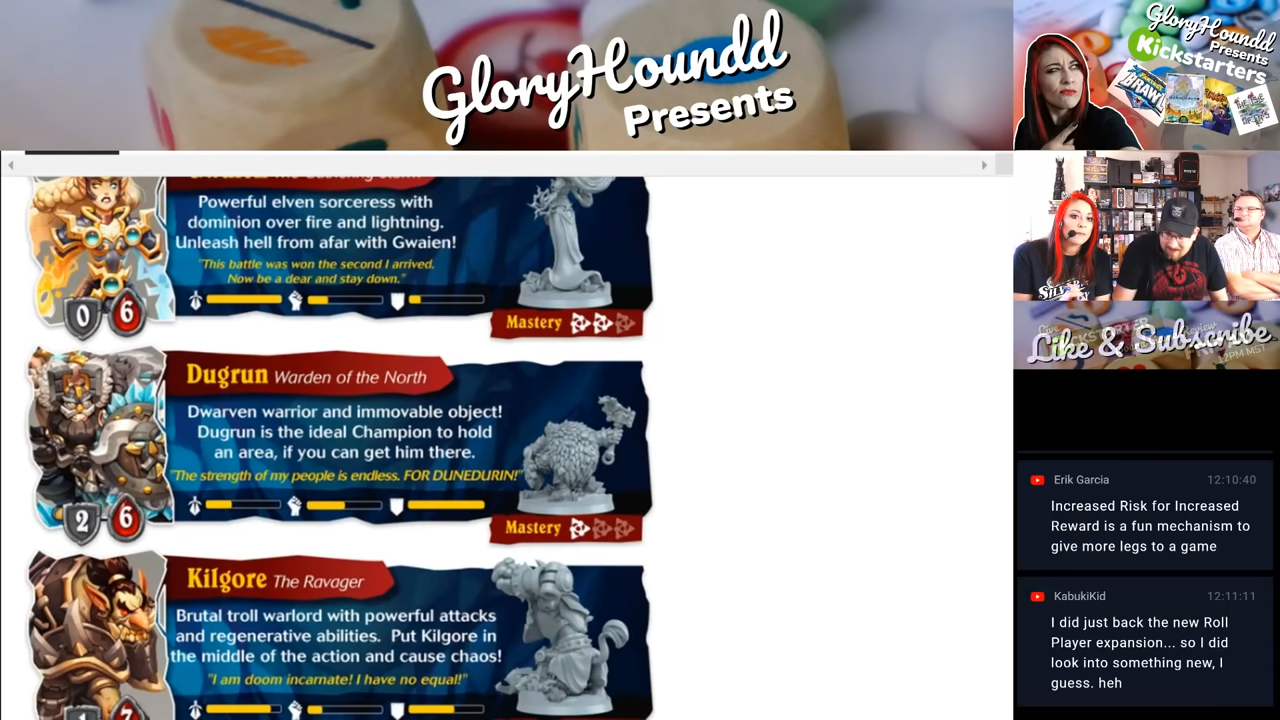 GloryHoundd
Presents
GloryHoundd
Presents
Kickstarters
BRAWL
Powerful elven sorceress with
dominion over fire and lightning.
Unleash hell from afar with Gwaien!
"This battle was won the second I arrived.
Now be a dear and stay down."
0 6
Mastery
Dugrun Warden of the North
Dwarven warrior and immovable object!
Dugrun is the ideal Champion to hold
an area, if you can get him there.
"The strength of my people is endless. FOR DUNEDURIN!"
2 6
Mastery
Kilgore The Ravager
Brutal troll warlord with powerful attacks
and regenerative abilities. Put Kilgore in
the middle of the action and cause chaos!
"I am doom incarnate! I have no equal!"
Like & Subscribe
12PM MST
Erik Garcia 12:10:40
Increased Risk for Increased
Reward is a fun mechanism to
give more legs to a game
KabukiKid 12:11:11
I did just back the new Roll
Player expansion... so I did
look into something new, I
guess. heh